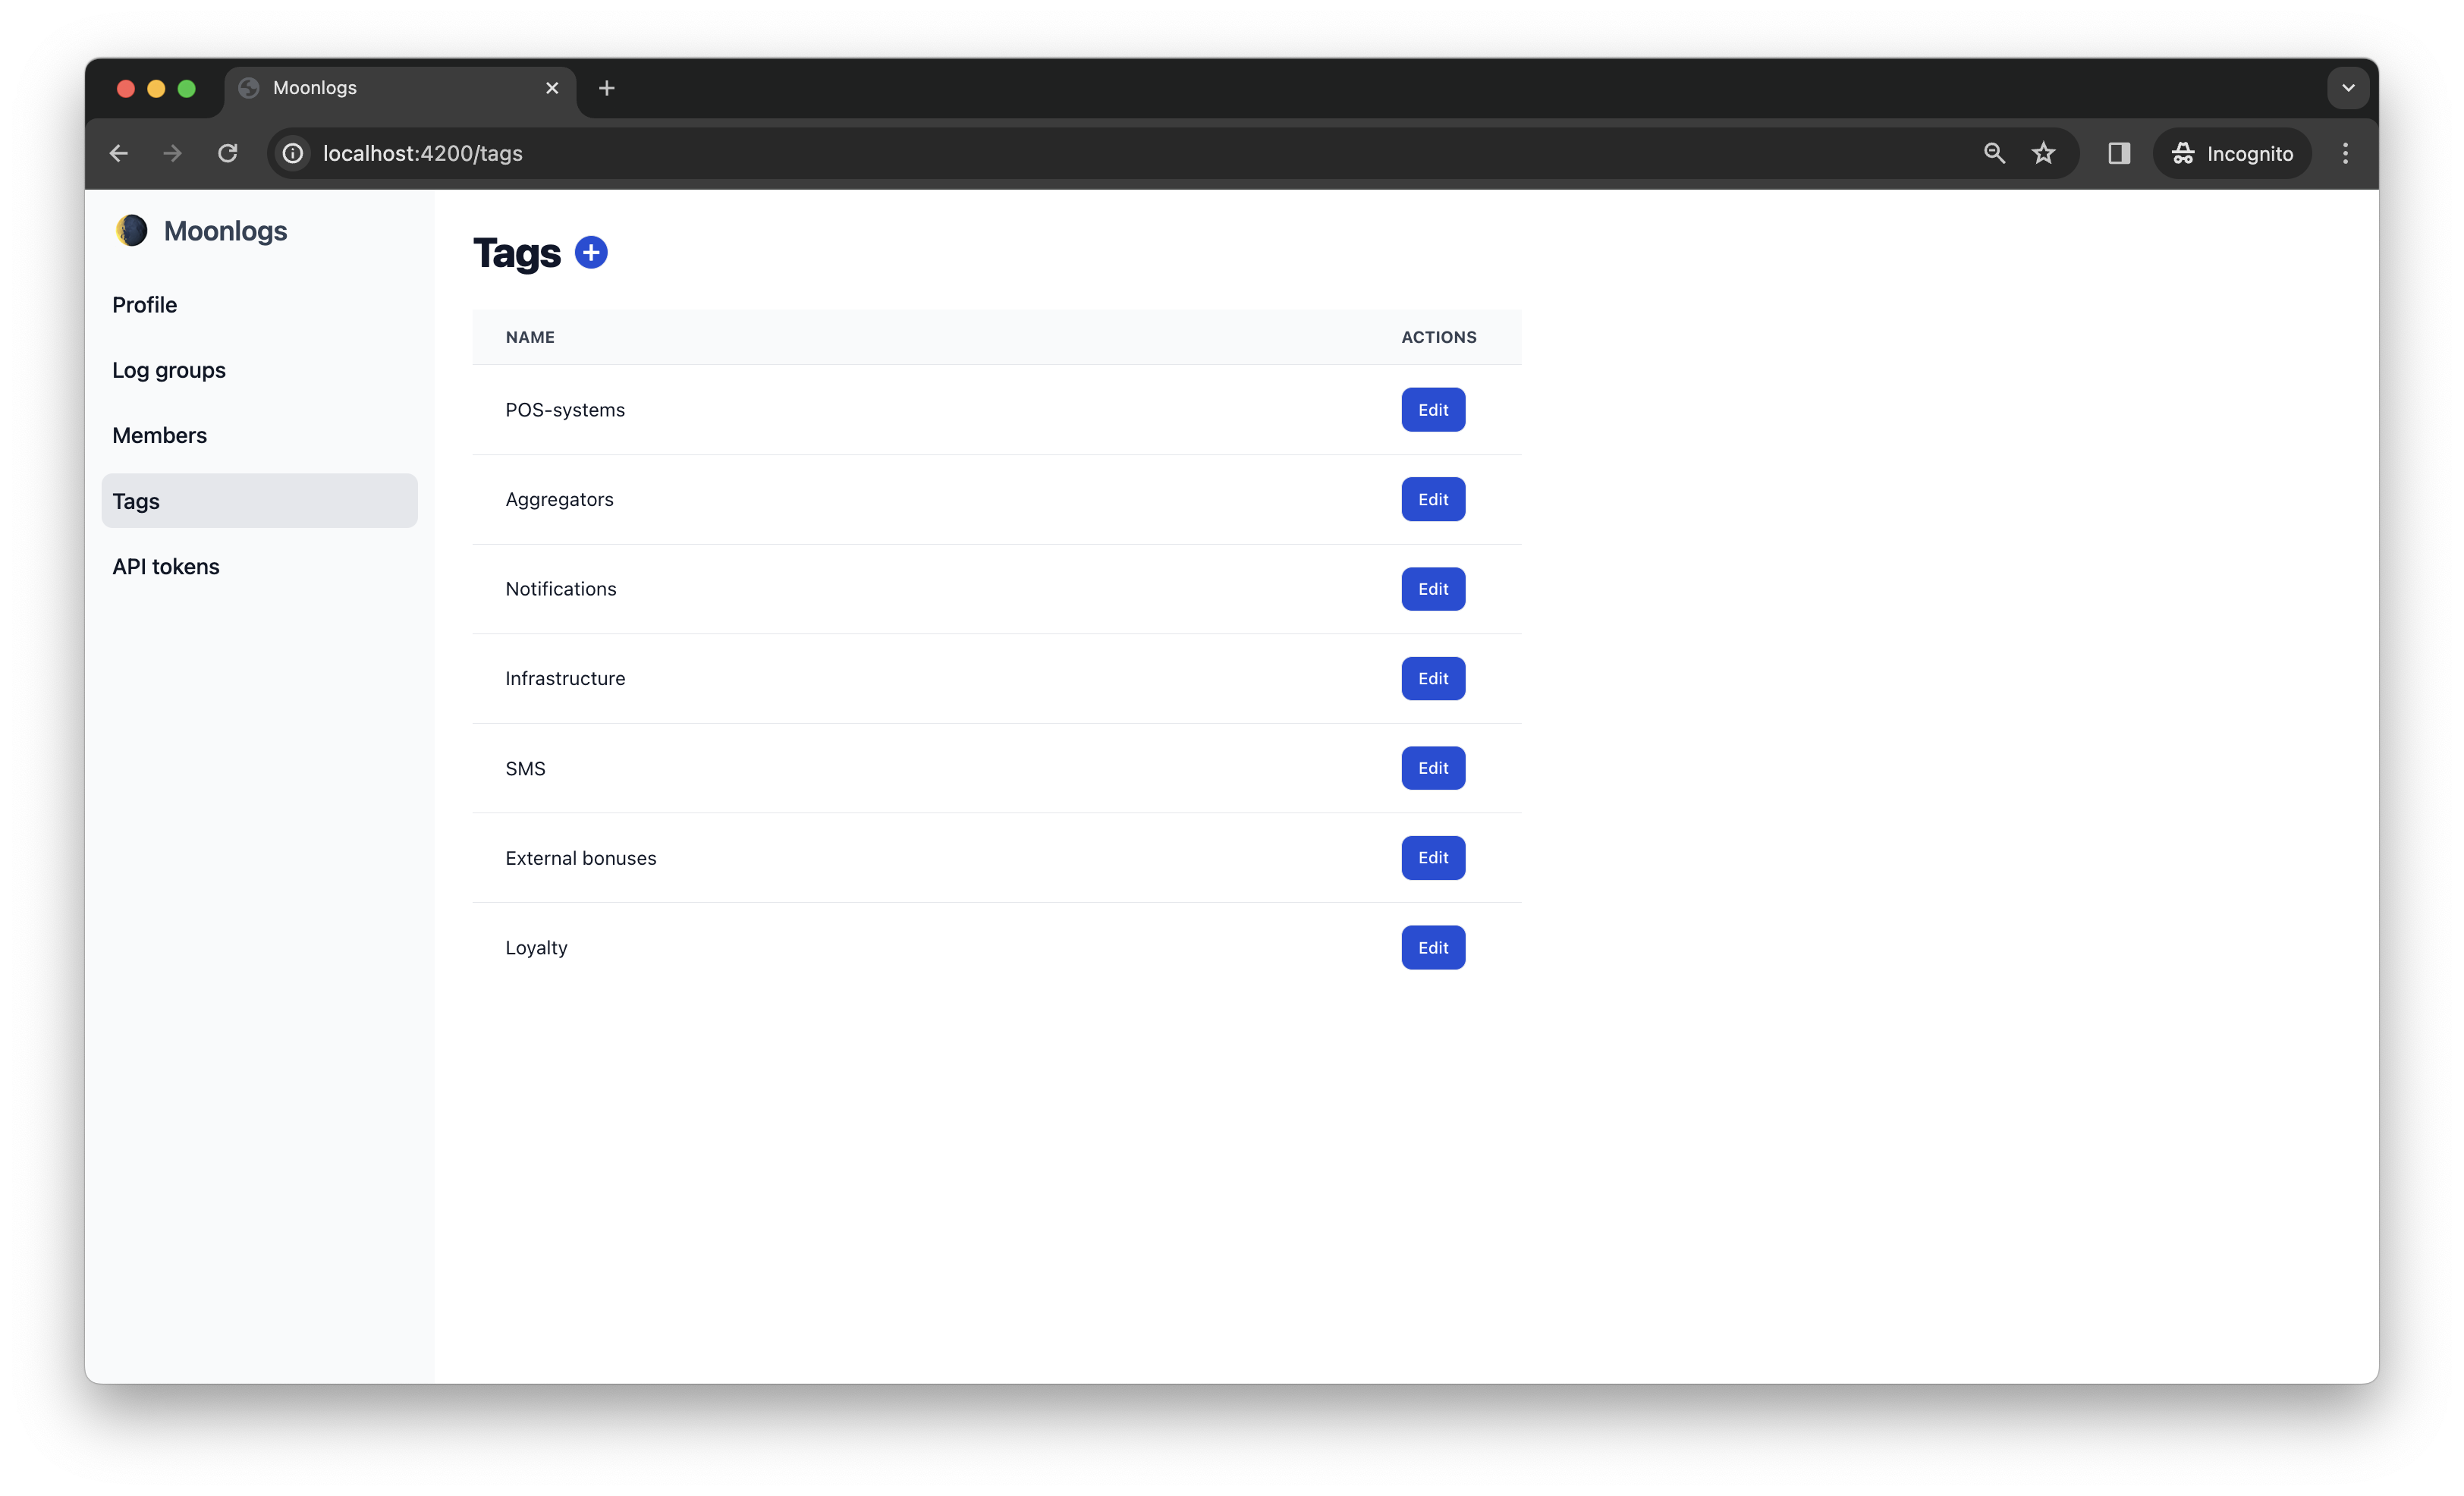 Moonlogs
localhost:4200/tags
Incognito
Moonlogs
Profile
Log groups
Members
Tags
API tokens
Tags
NAME ACTIONS
POS-systems Edit
Aggregators Edit
Notifications Edit
Infrastructure Edit
SMS Edit
External bonuses Edit
Loyalty Edit